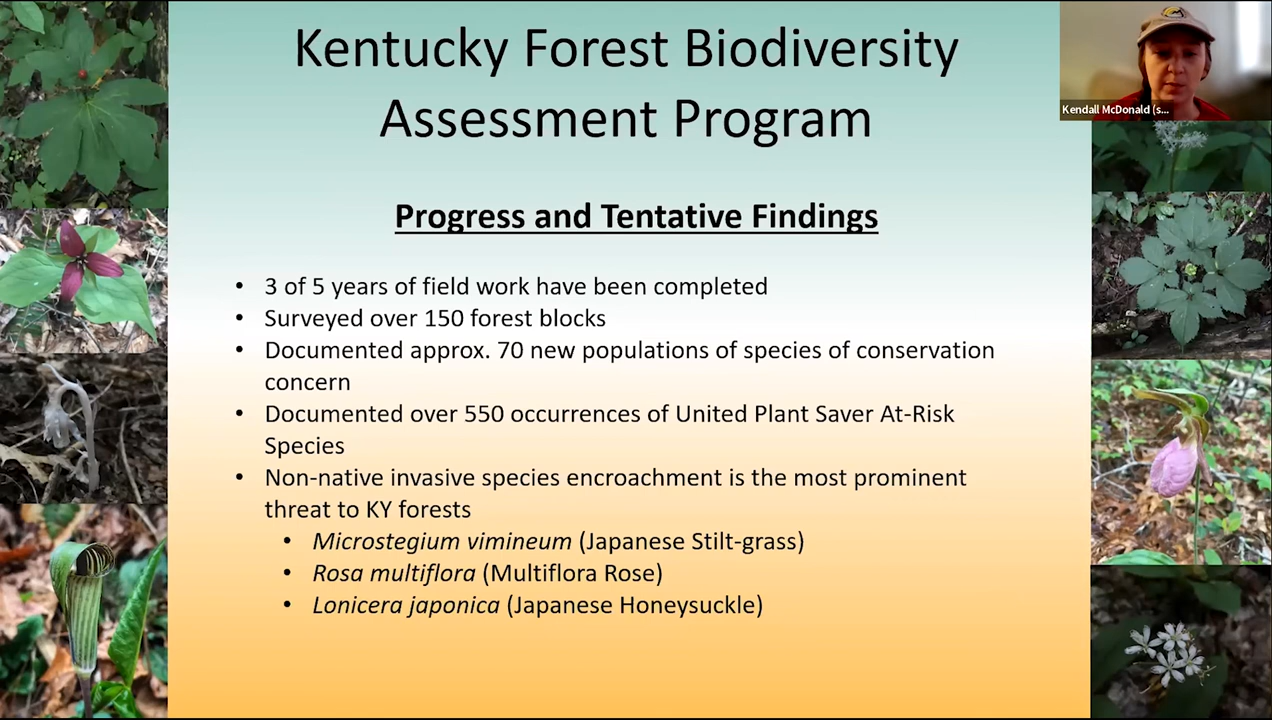 Kentucky Forest Biodiversity
Assessment Program
Kendall McDonald (s...
Progress and Tentative Findings
• 3 of 5 years of field work have been completed
• Surveyed over 150 forest blocks
• Documented approx. 70 new populations of species of conservation
concern
• Documented over 550 occurrences of United Plant Saver At-Risk
Species
• Non-native invasive species encroachment is the most prominent
threat to KY forests
• Microstegium vimineum (Japanese Stilt-grass)
• Rosa multiflora (Multiflora Rose)
• Lonicera japonica (Japanese Honeysuckle)